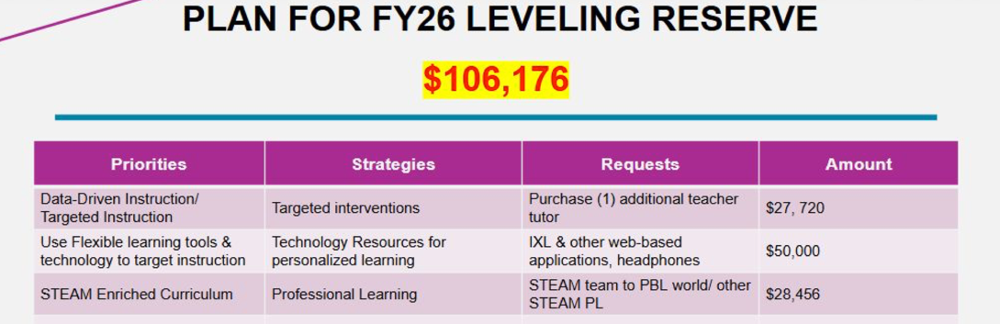 PLAN FOR FY26 LEVELING RESERVE
$106,176
Priorities Strategies Requests Amount
Data-Driven Instruction/
Targeted Instruction
Targeted interventions
Purchase (1) additional teacher
tutor
$27, 720
Use Flexible learning tools &
technology to target instruction
Technology Resources for
personalized learning
IXL & other web-based
applications, headphones
$50,000
STEAM Enriched Curriculum
Professional Learning
STEAM team to PBL world/ other
STEAM PL
$28,456